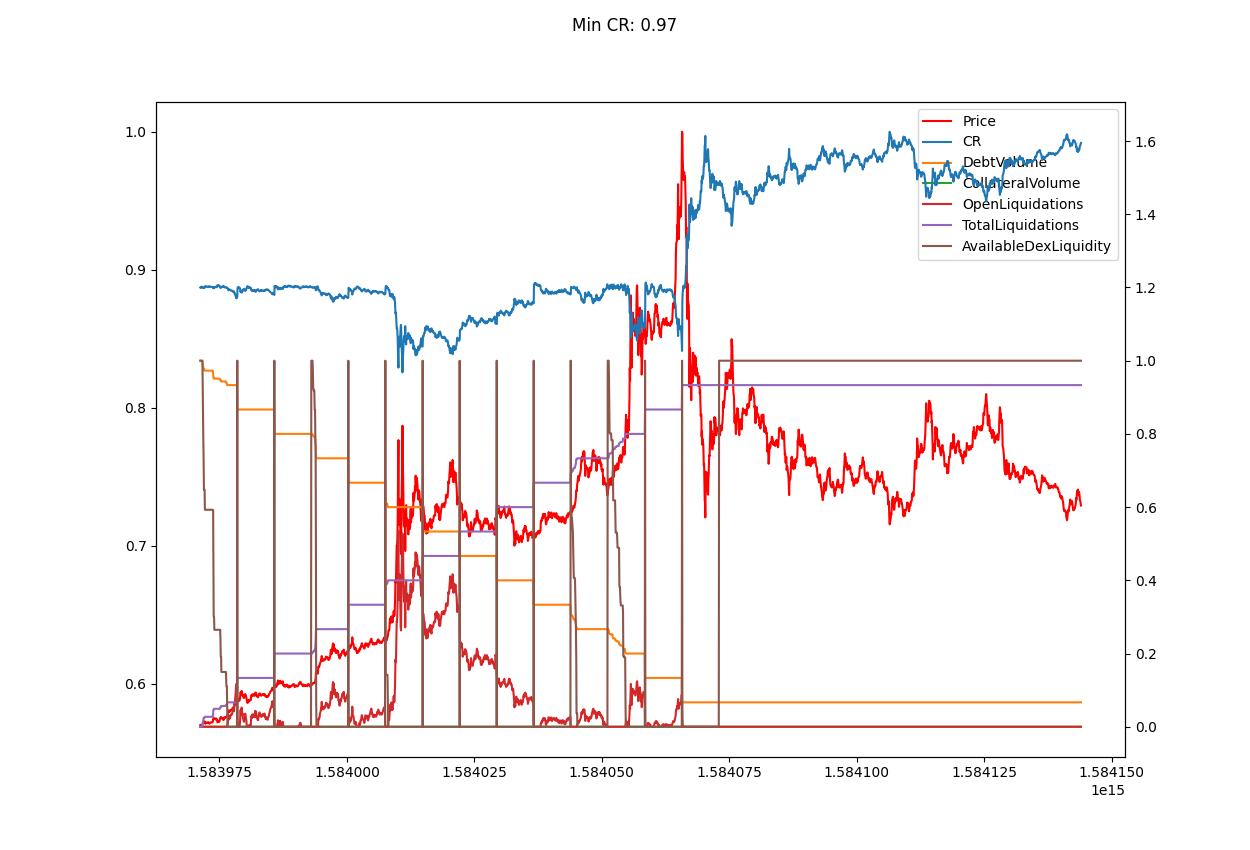 Min CR: 0.97
1.0
0.9
0.8
0.7
0.6
1.6
1.4
1.2
1.0
0.8
0.6
0.4
0.2
0.0
Price
CR
DebtVolume
CollateralVolume
OpenLiquidations
TotalLiquidations
AvailableDexLiquidity
1.583975 1.584000 1.584025 1.584050 1.584075 1.584100 1.584125 1.584150
1e15